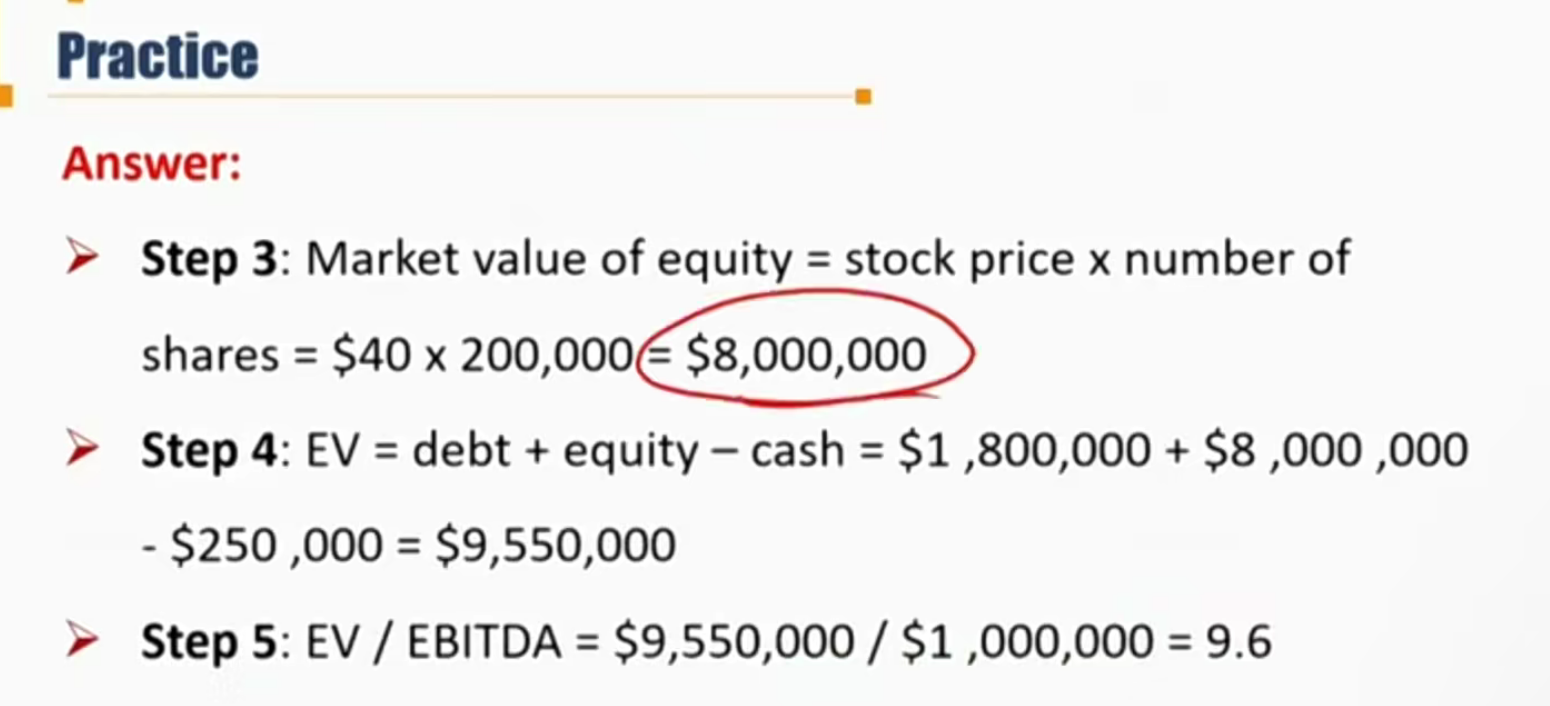 Practice
Answer:
Step 3: Market value of equity = stock price x number of
shares = $40 x 200,000 = $8,000,000
Step 4: EV = debt + equity – cash = $1 ,800,000 + $8 ,000 ,000
- $250 ,000 = $9,550,000
Step 5: EV / EBITDA = $9,550,000 / $1 ,000,000 = 9.6